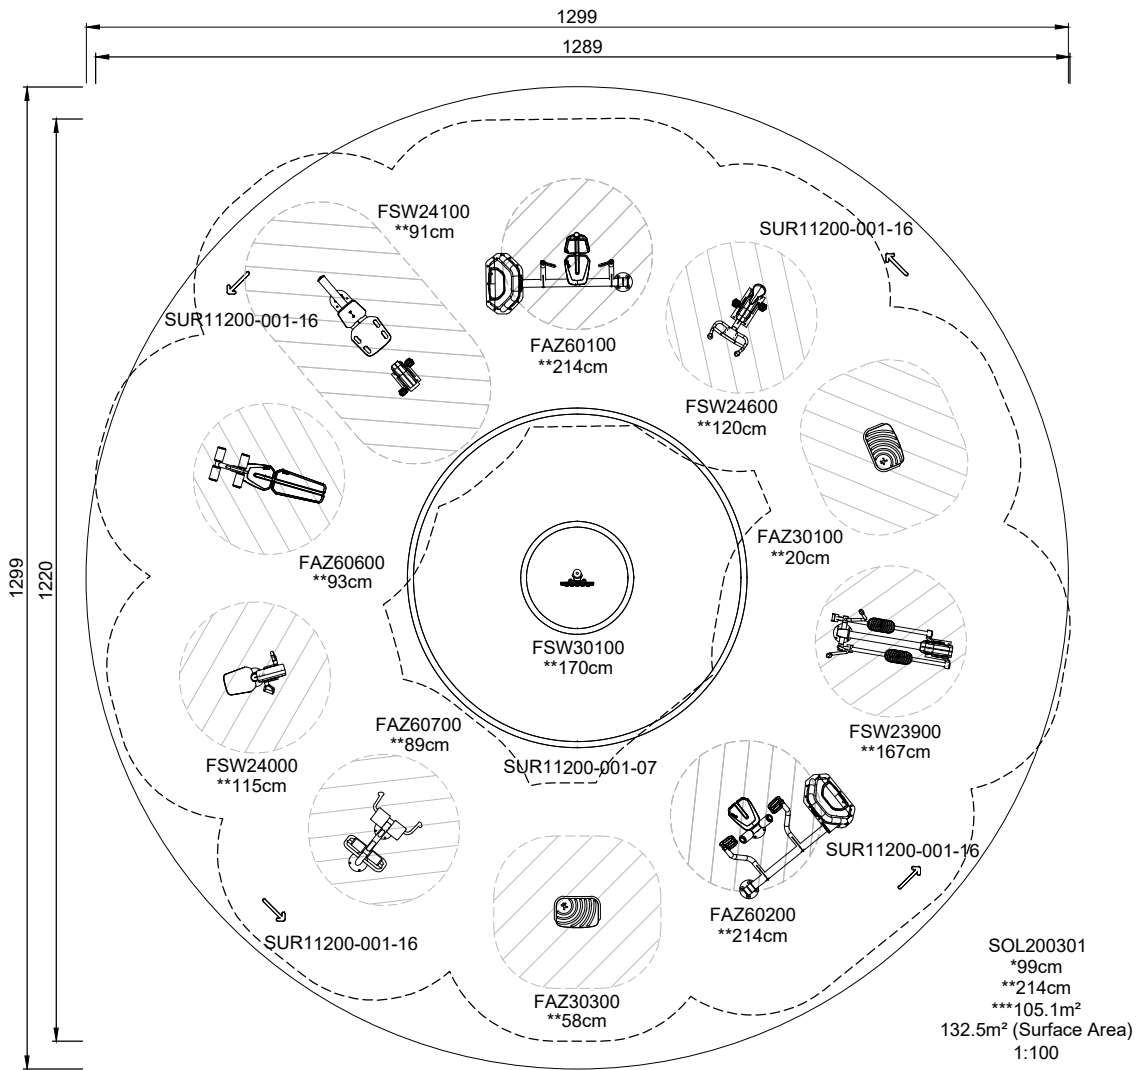 1299
1289
FSW24100
**91cm
SUR11200-001-16
SUR11200-001-16
FAZ60100
**214cm
FSW24600
**120cm
FAZ30100
**20cm
FAZ60600
**93cm
1299
1220
FSW30100
**170cm
FAZ60700
**89cm
FSW23900
**167cm
FSW24000
**115cm
SUR11200-001-07
SUR11200-001-16
FAZ60200
**214cm
SUR11200-001-16
FAZ30300
**58cm
SOL200301
*99cm
**214cm
***105.1m²
132.5m² (Surface Area)
1:100